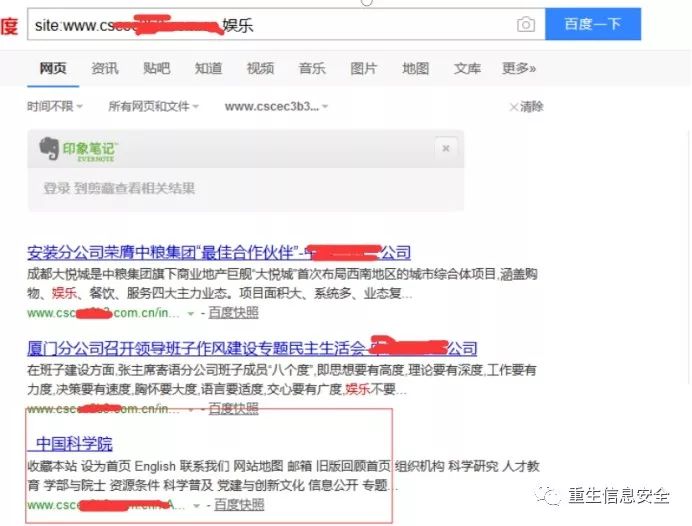 度 site:www.cscec 娱乐 百度一下
网页 资讯 贴吧 知道 视频 音乐 图片 地图 文库 更多»
时间不限 所有网页和文件 www.cscec3b3... ×清除
印象笔记
EVERNOTE
登录 到剪藏查看相关结果
安装分公司荣膺中粮集团“最佳合作伙伴”-中 公司
成都大悦城是中粮集团旗下商业地产巨舰“大悦城”首次布局西南地区的城市综合体项目,涵盖购
物、娱乐、餐饮、服务四大主力业态。项目面积大、系统多、业态复...
www.csc .com.cn/in... - 百度快照
厦门分公司召开领导班子作风建设专题民主生活会- 公司
在班子建设方面,张主席寄语分公司班子成员“八个度”,即思想要有高度,理论要有深度,工作要有
力度,决策要有速度,胸怀要大度,语言要适度,交心要有广度,娱乐不要...
www.csc .com.cn/in... - 百度快照
中国科学院
收藏本站 设为首页 English 联系我们 网站地图 邮箱 旧版回顾首页 组织机构 科学研究 人才教
育 学部与院士 资源条件 科学普及 党建与创新文化 信息公开 专题...
www.csc A... - 百度快照
重生信息安全